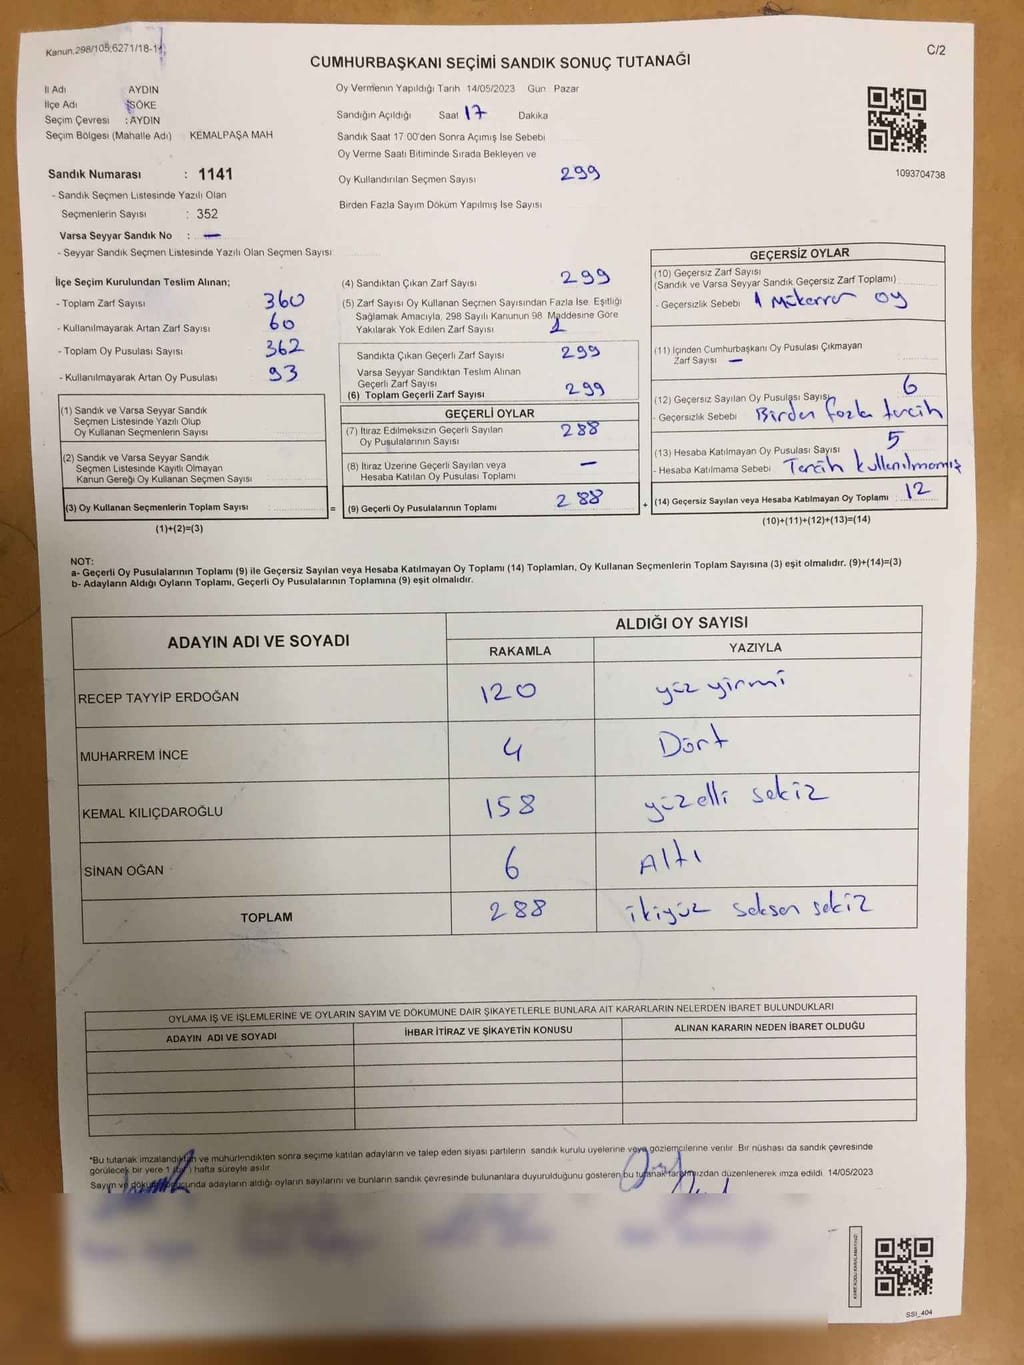 Kanun,298/105,6271/18-1
C/2
CUMHURBAŞKANI SEÇİMİ SANDIK SONUÇ TUTANAĞI
İl Adı AYDIN
İlçe Adı SÖKE
Seçim Çevresi : AYDIN
Seçim Bölgesi (Mahalle Adı) KEMALPAŞA MAH
Oy Vermenin Yapıldığı Tarih 14/05/2023 Gün Pazar
Sandığın Açıldığı Saat 17 Dakika
Sandık Saat 17:00'den Sonra Açımış İse Sebebi
Oy Verme Saati Bitiminde Sırada Bekleyen ve
Oy Kullandırılan Seçmen Sayısı 299
Birden Fazla Sayım Döküm Yapılmış İse Sayısı
1093704738
Sandık Numarası : 1141
- Sandık Seçmen Listesinde Yazılı Olan
Seçmenlerin Sayısı : 352
Varsa Seyyar Sandık No : —
- Seyyar Sandık Seçmen Listesinde Yazılı Olan Seçmen Sayısı
İlçe Seçim Kurulundan Teslim Alınan;
- Toplam Zarf Sayısı 360
- Kullanılmayarak Artan Zarf Sayısı 60
- Toplam Oy Pusulası Sayısı 362
- Kullanılmayarak Artan Oy Pusulası 93
(1) Sandık ve Varsa Seyyar Sandık
Seçmen Listesinde Yazılı Olup
Oy Kullanan Seçmenlerin Sayısı
(2) Sandık ve Varsa Seyyar Sandık
Seçmen Listesinde Kayıtlı Olmayan
Kanun Gereği Oy Kullanan Seçmen Sayısı
(3) Oy Kullanan Seçmenlerin Toplam Sayısı
(1)+(2)=(3)
=
(4) Sandıktan Çıkan Zarf Sayısı 299
(5) Zarf Sayısı Oy Kullanan Seçmen Sayısından Fazla İse, Eşitliği
Sağlamak Amacıyla, 298 Sayılı Kanunun 98 Maddesine Göre
Yakılarak Yok Edilen Zarf Sayısı 1
Sandıkta Çıkan Geçerli Zarf Sayısı 299
Varsa Seyyar Sandıktan Teslim Alınan
Geçerli Zarf Sayısı
(6) Toplam Geçerli Zarf Sayısı 299
GEÇERLİ OYLAR
(7) İtiraz Edilmeksizin Geçerli Sayılan
Oy Pusulalarının Sayısı 288
(8) İtiraz Üzerine Geçerli Sayılan veya
Hesaba Katılan Oy Pusulası Toplamı —
(9) Geçerli Oy Pusulalarının Toplamı 288
+
GEÇERSİZ OYLAR
(10) Geçersiz Zarf Sayısı
(Sandık ve Varsa Seyyar Sandık Geçersiz Zarf Toplamı)
- Geçersizlik Sebebi 1 Mükerrer oy
(11) İçinden Cumhurbaşkanı Oy Pusulası Çıkmayan
Zarf Sayısı —
(12) Geçersiz Sayılan Oy Pusulası Sayısı 6
- Geçersizlik Sebebi Birden fazla tercih
(13) Hesaba Katılmayan Oy Pusulası Sayısı 5
- Hesaba Katılmama Sebebi Tercih kullanılmamış
(14) Geçersiz Sayılan veya Hesaba Katılmayan Oy Toplamı 12
(10)+(11)+(12)+(13)=(14)
NOT:
a- Geçerli Oy Pusulalarının Toplamı (9) ile Geçersiz Sayılan veya Hesaba Katılmayan Oy Toplamı (14) Toplamları, Oy Kullanan Seçmenlerin Toplam Sayısına (3) eşit olmalıdır. (9)+(14)=(3)
b- Adayların Aldığı Oyların Toplamı, Geçerli Oy Pusulalarının Toplamına (9) eşit olmalıdır.
ADAYIN ADI VE SOYADI
ALDIĞI OY SAYISI
RAKAMLA YAZIYLA
RECEP TAYYİP ERDOĞAN 120 yüz yirmi
MUHARREM İNCE 4 Dört
KEMAL KILIÇDAROĞLU 158 yüzelli sekiz
SİNAN OĞAN 6 Altı
TOPLAM 288 ikiyüz seksen sekiz
OYLAMA İŞ VE İŞLEMLERİNE VE OYLARIN SAYIM VE DÖKÜMÜNE DAİR ŞİKAYETLERLE BUNLARA AİT KARARLARIN NELERDEN İBARET BULUNDUKLARI
ADAYIN ADI VE SOYADI İHBAR İTİRAZ VE ŞİKAYETİN KONUSU ALINAN KARARIN NEDEN İBARET OLDUĞU
*Bu tutanak imzalandıktan ve mühürlendikten sonra seçime katılan adayların ve talep eden siyasi partilerin sandık kurulu üyelerine veya gözlemcilerine verilir. Bir nüshası da sandık çevresinde
görülecek bir yere 1 hafta süreyle asılır
Sayım ve adayların aldığı oyların sayılarını ve bunların sandık çevresinde bulunanlara duyurulduğunu gösteren bu tutanak düzenlenerek imza edildi 14/05/2023
SSİ_404